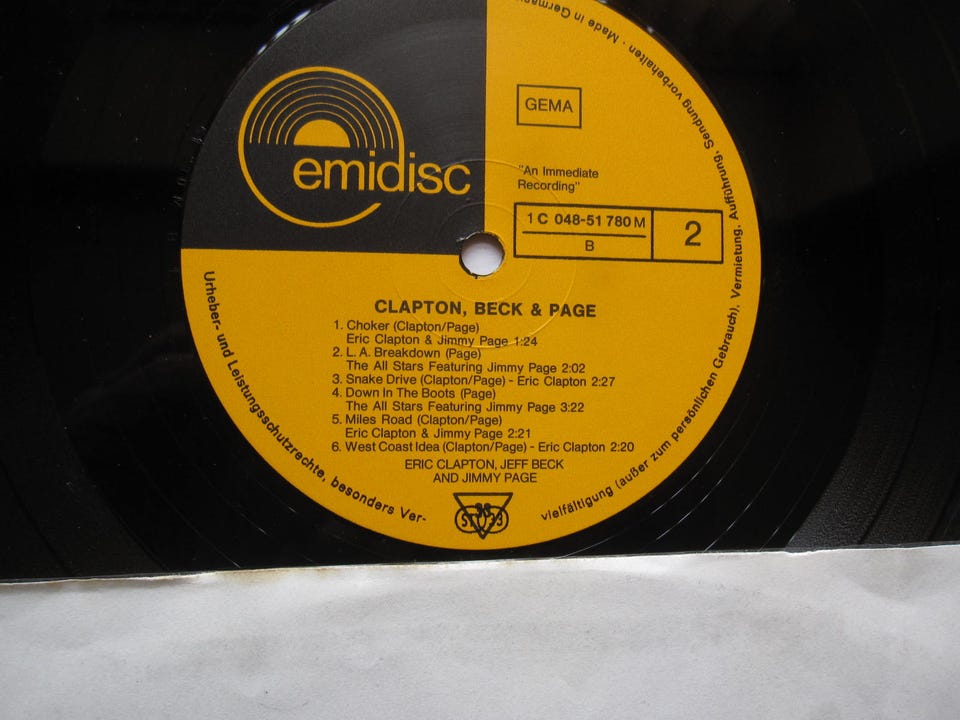 emidisc
GEMA
"An Immediate
Recording"
1 C 048-51 780 M
B
2
CLAPTON, BECK & PAGE
1. Choker (Clapton/Page)
Eric Clapton & Jimmy Page 1:24
2. L. A. Breakdown (Page)
The All Stars Featuring Jimmy Page 2:02
3. Snake Drive (Clapton/Page) - Eric Clapton 2:27
4. Down In The Boots (Page)
The All Stars Featuring Jimmy Page 3:22
5. Miles Road (Clapton/Page)
Eric Clapton & Jimmy Page 2:21
6. West Coast Idea (Clapton/Page) - Eric Clapton 2:20
ERIC CLAPTON, JEFF BECK
AND JIMMY PAGE
33
ST 33
Urheber- und Leistungsschutzrechte, besonders Ver-
vielfältigung (außer zum persönlichen Gebrauch), Vermietung, Aufführung, Sendung vorbehalten · Made in Germany